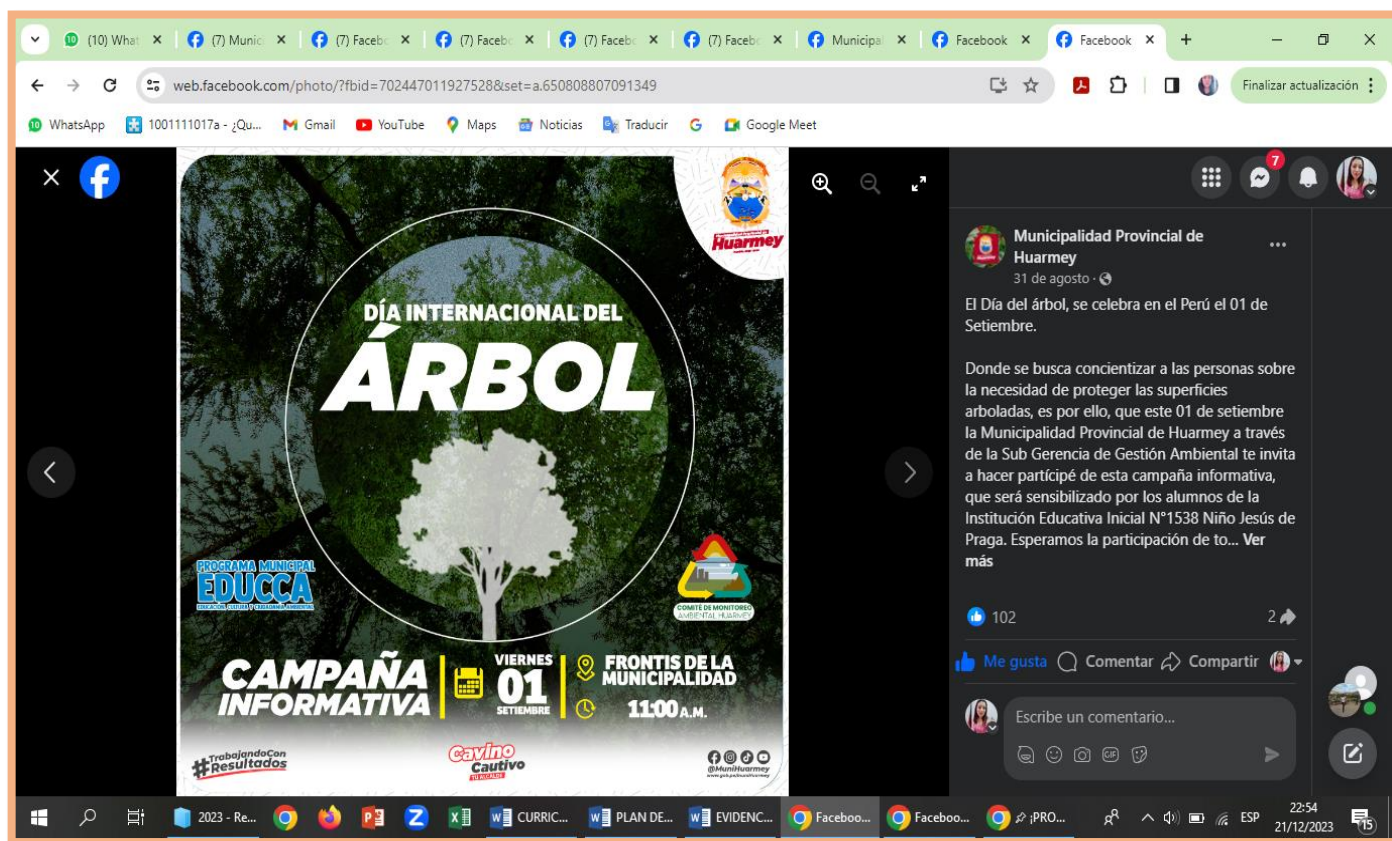 (10) What
(7) Munic
(7) Facebo
(7) Facebo
(7) Facebo
(7) Facebo
Municipa
Facebook
Facebook
web.facebook.com/photo/?fbid=702447011927528&set=a.650808807091349
Finalizar actualización
WhatsApp
1001111017a - ¿Qu...
Gmail
YouTube
Maps
Noticias
Traducir
Google Meet
Huarmey
DÍA INTERNACIONAL DEL
ÁRBOL
PROGRAMA MUNICIPAL
EDUCCA
EDUCACIÓN, CULTURA Y CIUDADANÍA AMBIENTAL
COMITÉ DE MONITOREO
AMBIENTAL HUARMEY
CAMPAÑA
INFORMATIVA
VIERNES
01
SETIEMBRE
FRONTIS DE LA
MUNICIPALIDAD
11:00 A.M.
#TrabajandoCon
Resultados
Cavino
Cautivo
TU ALCALDE
@MuniHuarmey
7
Municipalidad Provincial de
Huarmey
31 de agosto
El Día del árbol, se celebra en el Perú el 01 de
Setiembre.
Donde se busca concientizar a las personas sobre
la necesidad de proteger las superficies
arboladas, es por ello, que este 01 de setiembre
la Municipalidad Provincial de Huarmey a través
de la Sub Gerencia de Gestión Ambiental te invita
a hacer partícipé de esta campaña informativa,
que será sensibilizado por los alumnos de la
Institución Educativa Inicial N°1538 Niño Jesús de
Praga. Esperamos la participación de to... Ver
más
102
2
Me gusta
Comentar
Compartir
Escribe un comentario...
GIF
2023 - Re...
CURRIC...
PLAN DE...
EVIDENC...
Faceboo...
Faceboo...
¡PRO...
ESP
22:54
21/12/2023
15